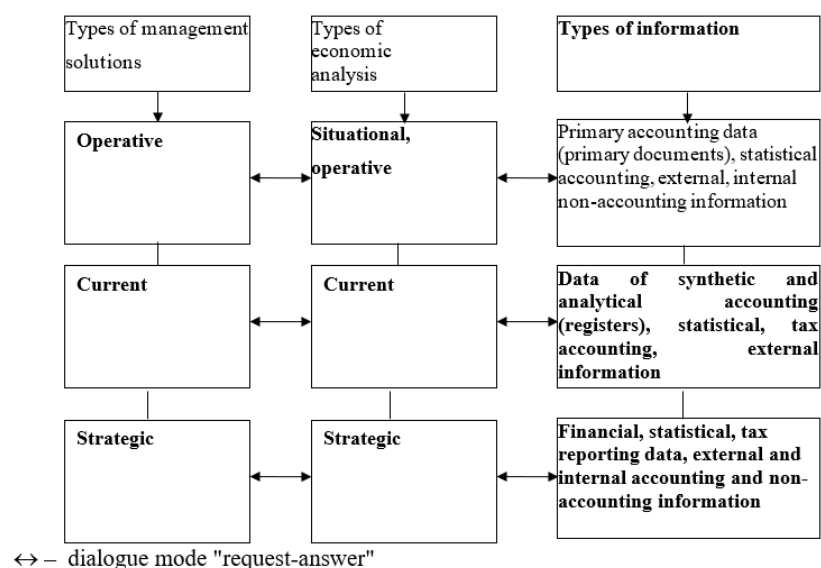 Types of management
solutions
Types of
economic
analysis
Types of information
Operative
Situational,
operative
Primary accounting data
(primary documents), statistical
accounting, external, internal
non-accounting information
Current
Current
Data of synthetic and
analytical accounting
(registers), statistical, tax
accounting, external
information
Strategic
Strategic
Financial, statistical, tax
reporting data, external and
internal accounting and non-
accounting information
↔ – dialogue mode "request-answer"